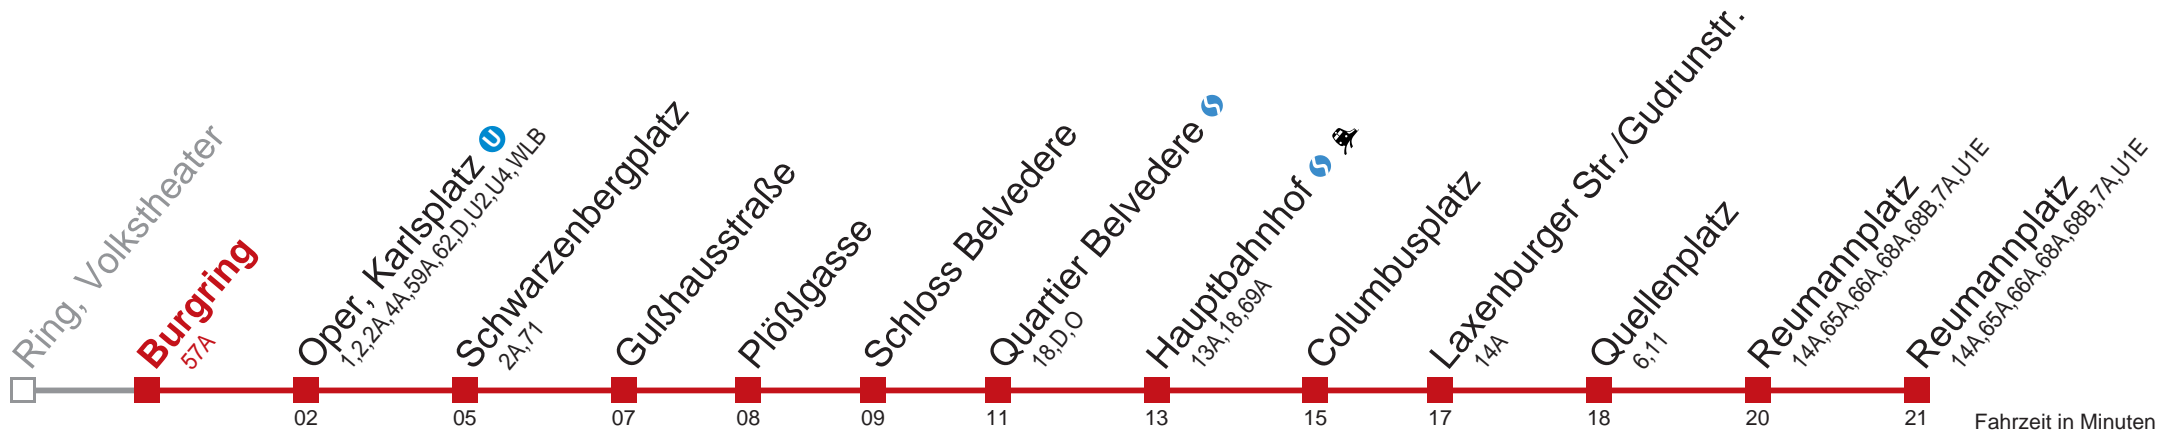 Ring, Volkstheater
Burgring
57A
Oper, Karlsplatz U
1,2,2A,4A,59A,62,D,U2,U4,WLB
Schwarzenbergplatz
2A,71
Gußhausstraße
Plößlgasse
Schloss Belvedere
Quartier Belvedere
18,D,O
Hauptbahnhof
13A,18,69A
Columbusplatz
Laxenburger Str./Gudrunstr.
14A
Quellenplatz
6,11
Reumannplatz
14A,65A,66A,68A,68B,7A,U1E
Reumannplatz
14A,65A,66A,68A,68B,7A,U1E
02 05 07 08 09 11 13 15 17 18 20 21 Fahrzeit in Minuten